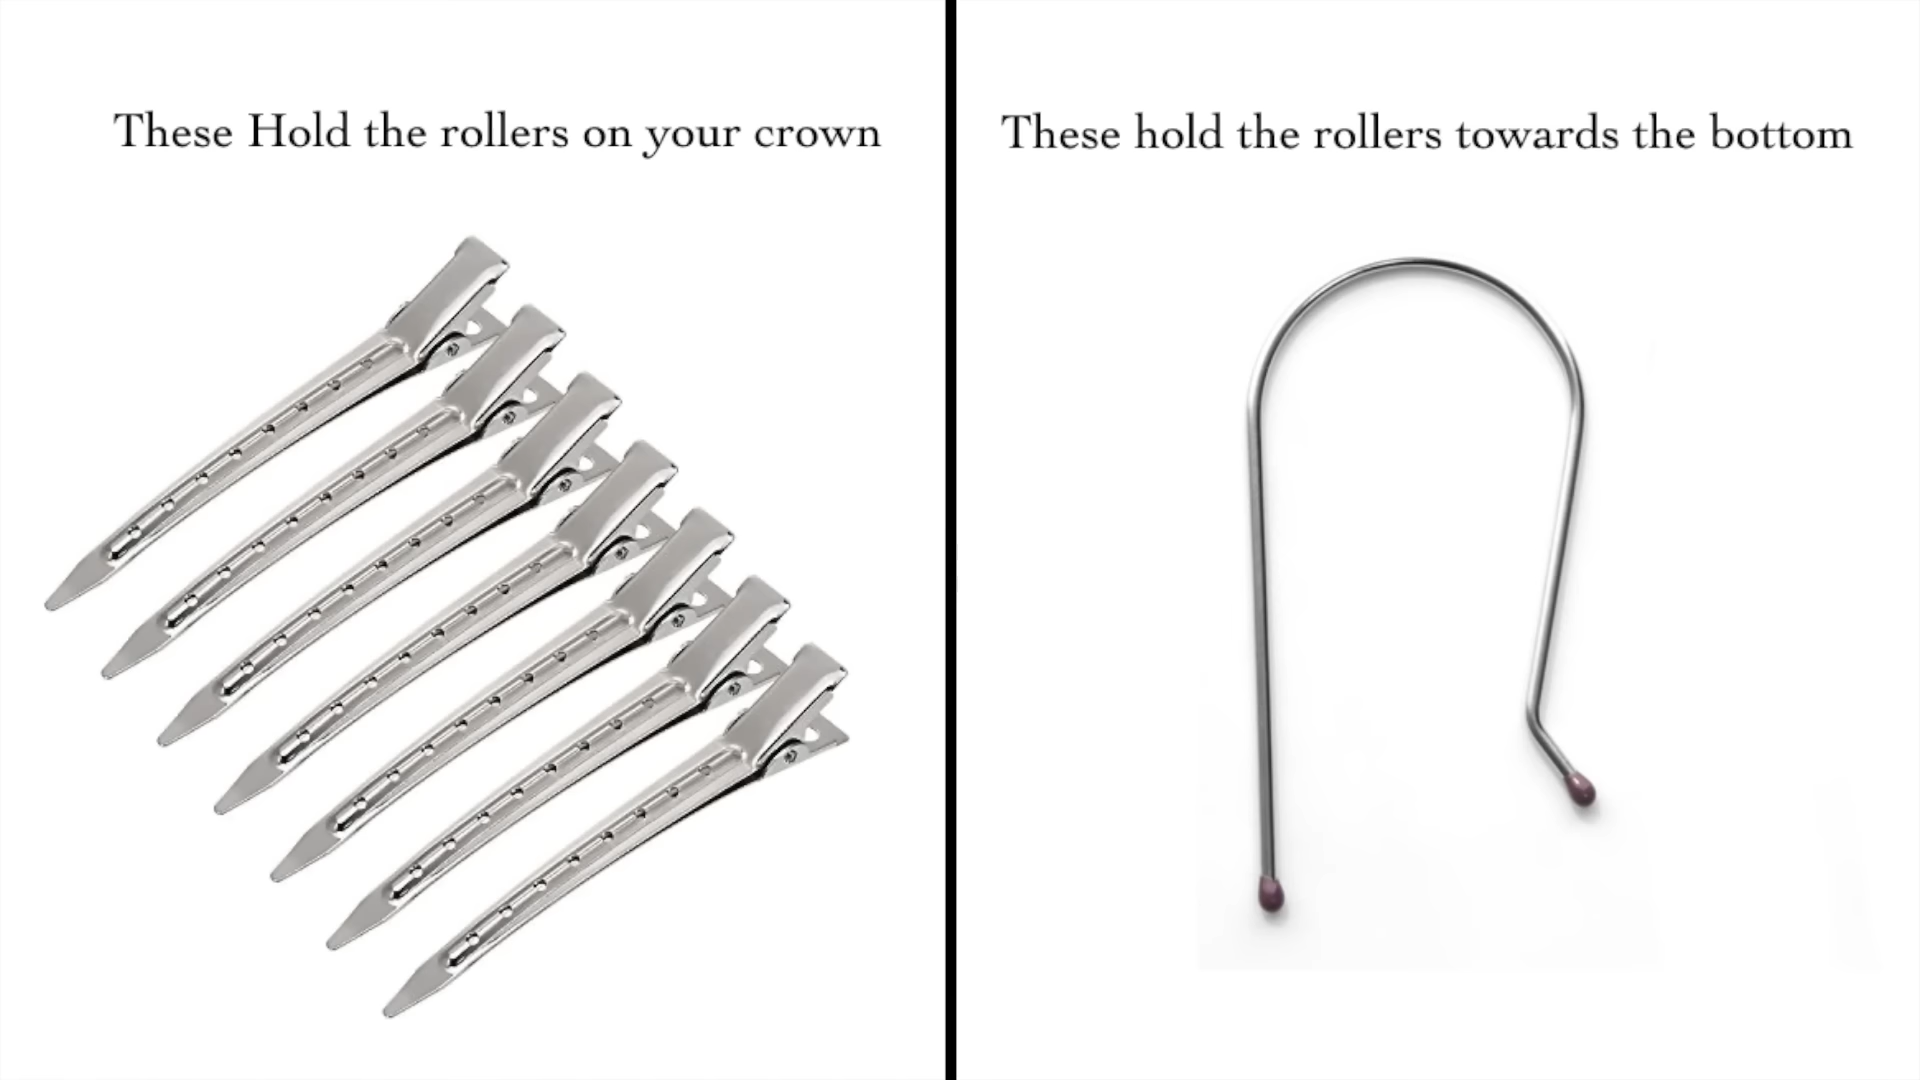 These Hold the rollers on your crown
These hold the rollers towards the bottom